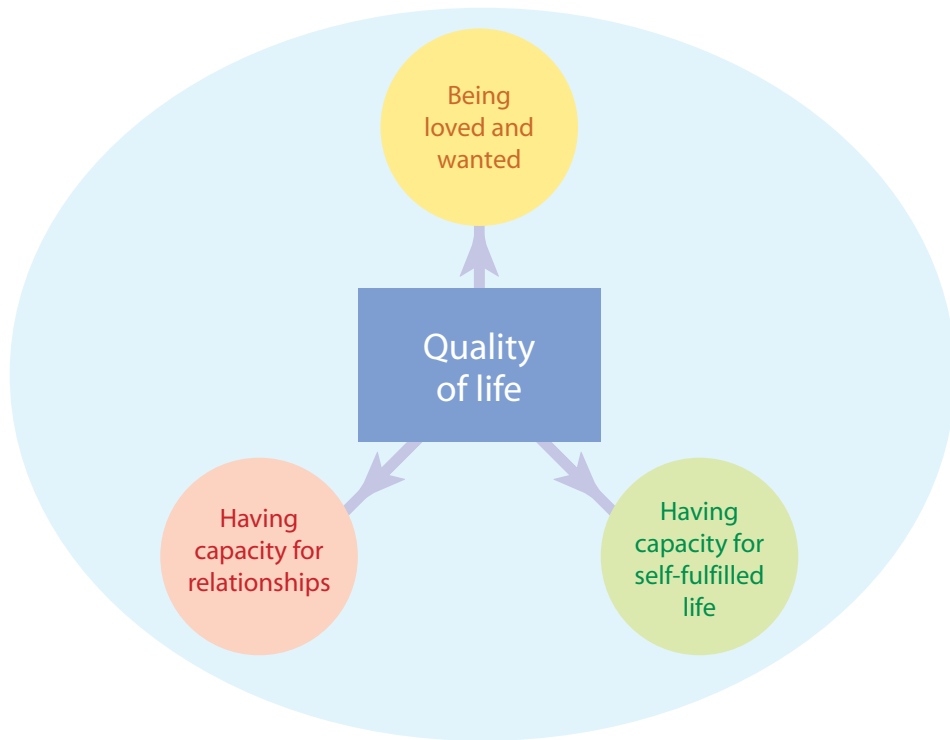 Being
loved and
wanted
Quality
of life
Having
capacity for
relationships
Having
capacity for
self-fulfilled
life